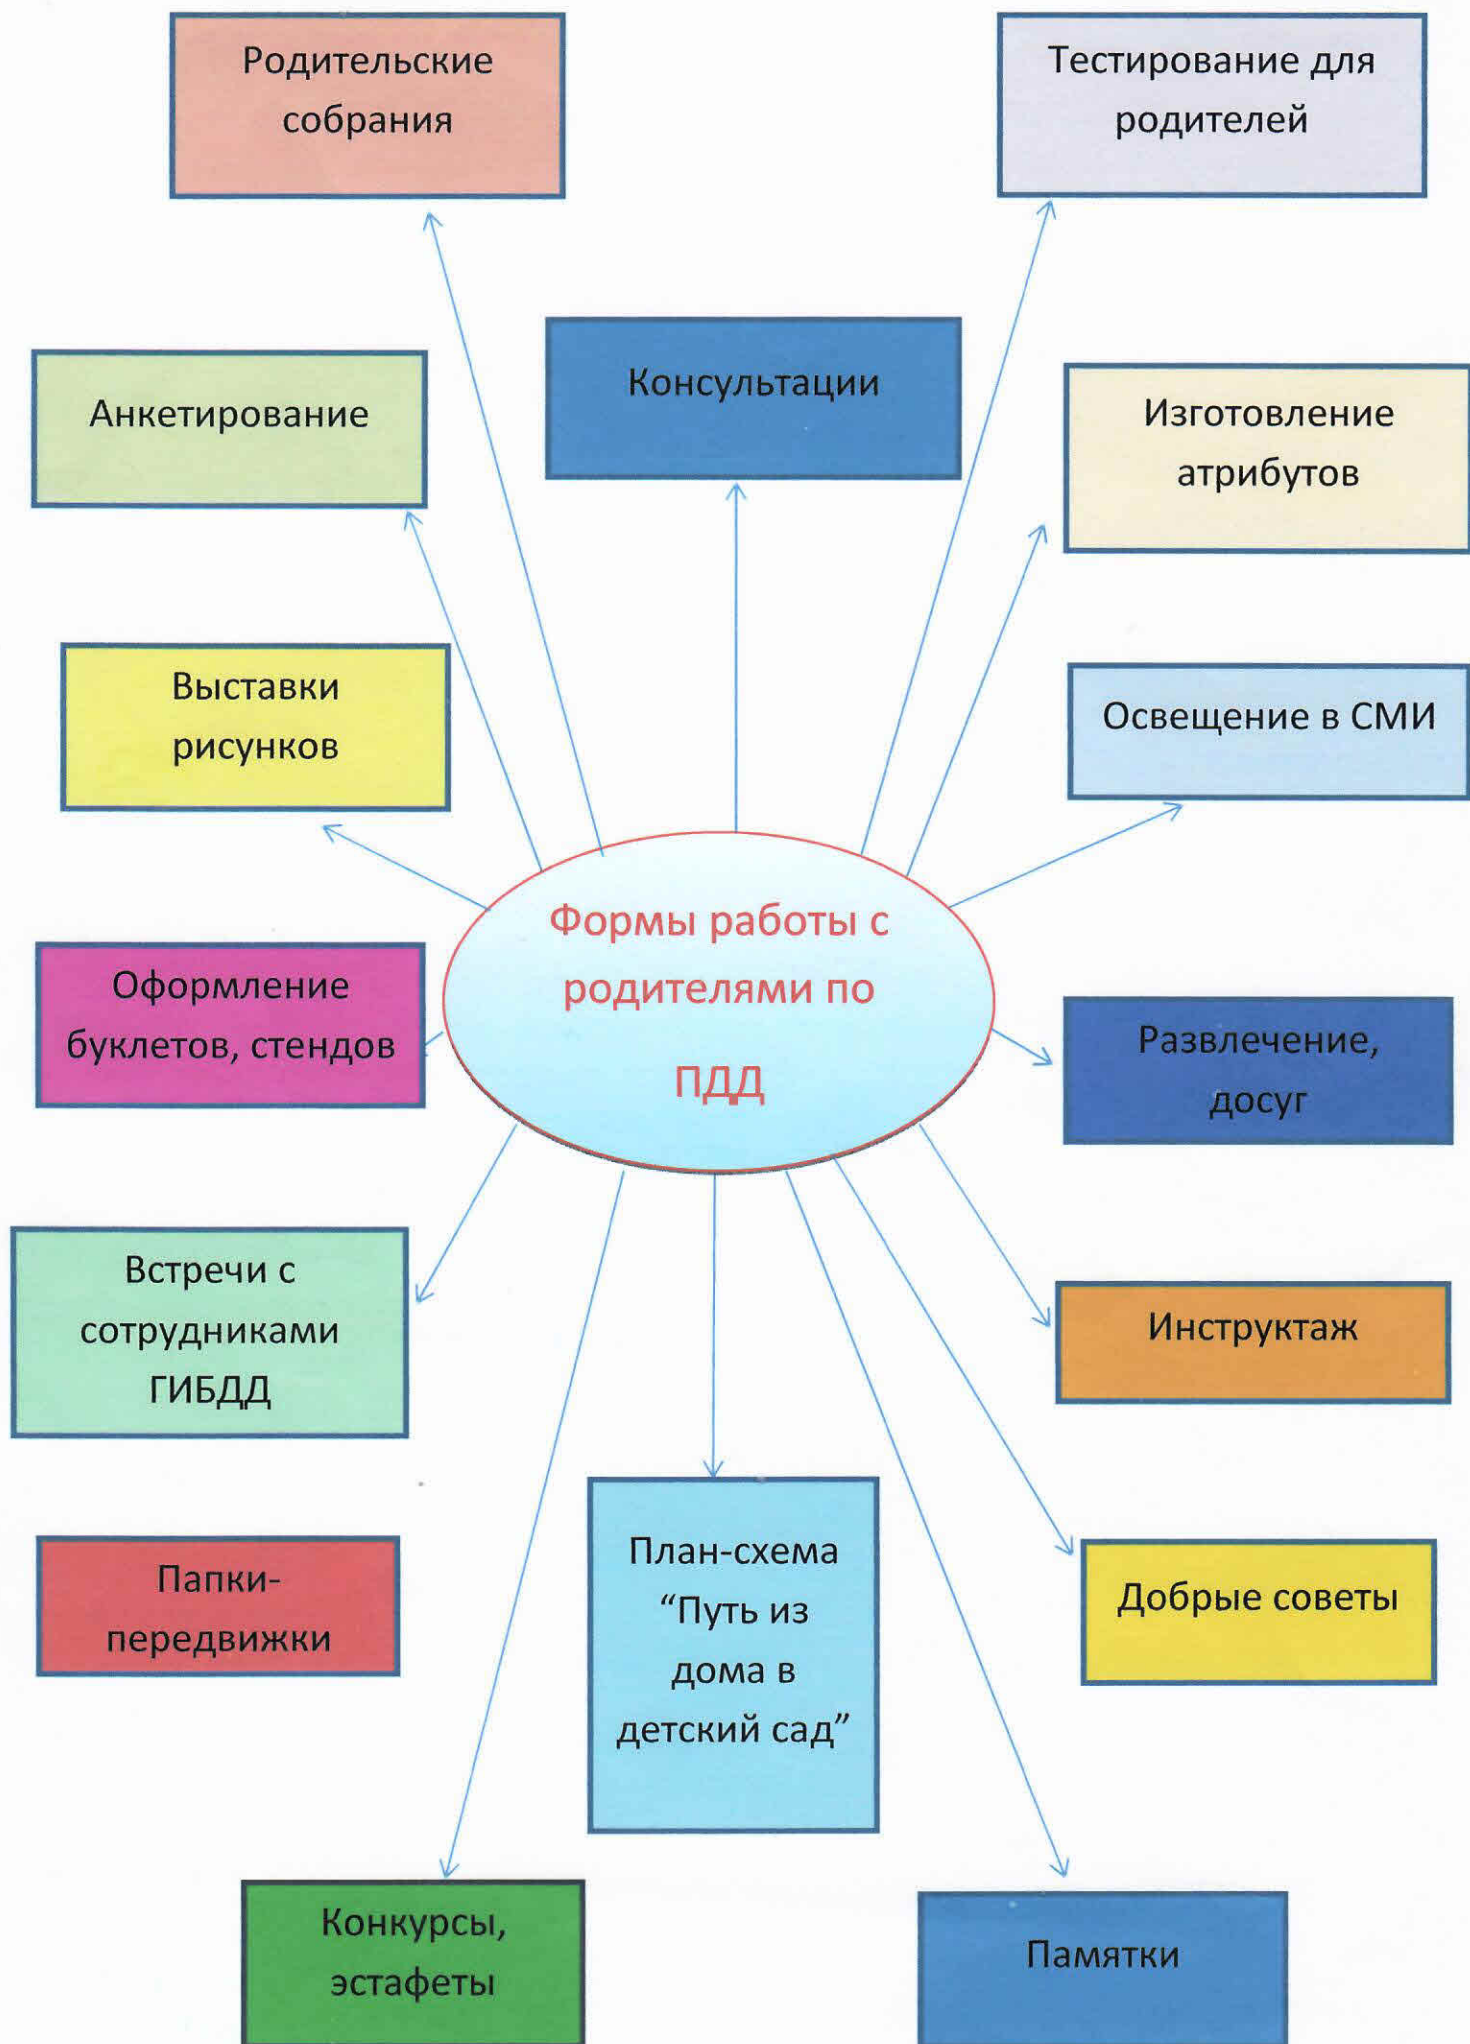 Родительские
собрания
Тестирование для
родителей
Консультации
Анкетирование
Изготовление
атрибутов
Выставки
рисунков
Освещение в СМИ
Формы работы с
родителями по
ПДД
Оформление
буклетов, стендов
Развлечение,
досуг
Встречи с
сотрудниками
ГИБДД
Инструктаж
План-схема
“Путь из
дома в
детский сад”
Папки-
передвижки
Добрые советы
Конкурсы,
эстафеты
Памятки